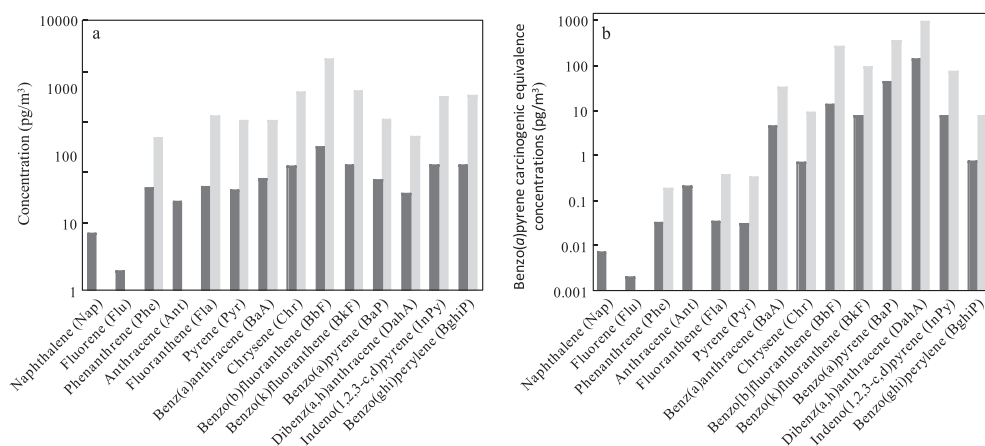 a
10000
1000
100
10
1
Concentration (pg/m³)
Naphthalene (Nap)
Fluorene (Flu)
Phenanthrene (Phe)
Anthracene (Ant)
Fluoranthene (Fla)
Pyrene (Pyr)
Benz(a)anthracene (BaA)
Chrysene (Chr)
Benzo(b)fluoranthene (BbF)
Benzo(k)fluoranthene (BkF)
Benzo(a)pyrene (BaP)
Dibenz(a,h)anthracene (DahA)
Indeno(1,2,3-c,d)pyrene (InPy)
Benzo(ghi)perylene (BghiP)
b
1000
100
10
1
0.1
0.01
0.001
Benzo(a)pyrene carcinogenic equivalence
concentrations (pg/m³)
Naphthalene (Nap)
Fluorene (Flu)
Phenanthrene (Phe)
Anthracene (Ant)
Fluoranthene (Fla)
Pyrene (Pyr)
Benz(a)anthracene (BaA)
Chrysene (Chr)
Benzo[b]fluoranthene (BbF)
Benzo(k)fluoranthene (BkF)
Benzo(a)pyrene (BaP)
Dibenz(a,h)anthracene (DahA)
Indeno(1,2,3-c,d)pyrene (InPy)
Benzo(ghi)perylene (BghiP)